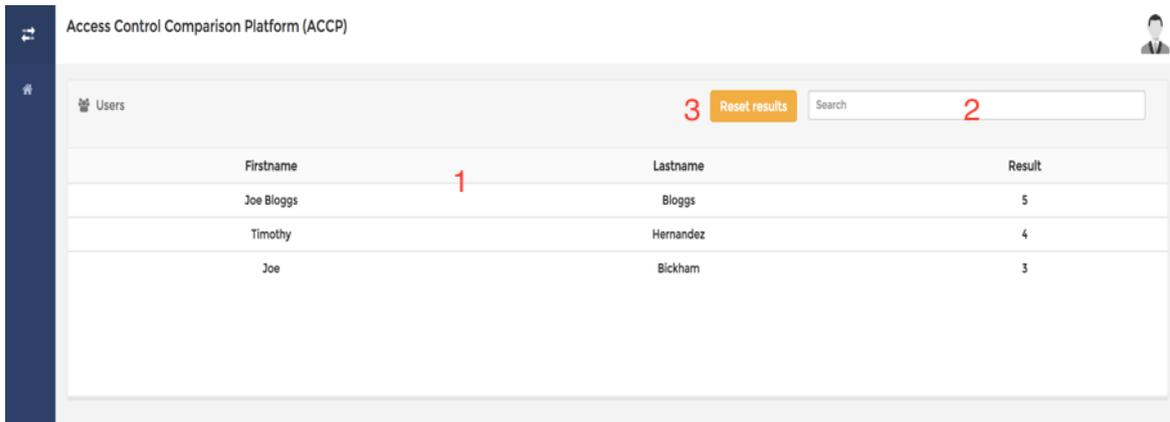 Access Control Comparison Platform (ACCP)
Users
3 Reset results Search 2
Firstname Lastname Result
1
Joe Bloggs Bloggs 5
Timothy Hernandez 4
Joe Bickham 3